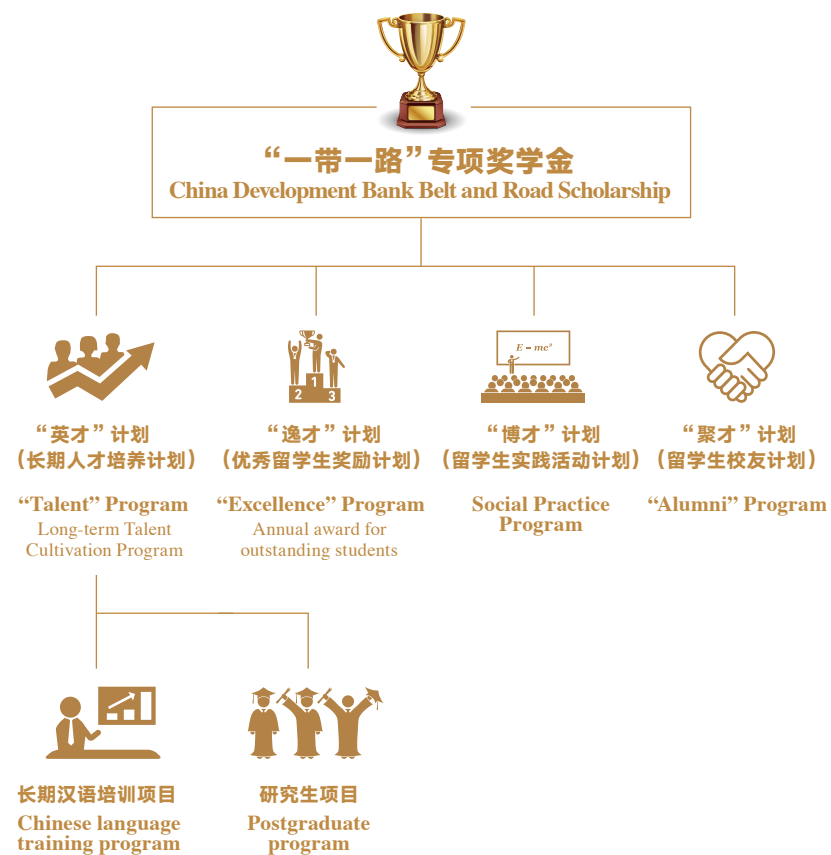 “一带一路”专项奖学金
China Development Bank Belt and Road Scholarship
E = mc²
2
1
3
“英才”计划
（长期人才培养计划）
“Talent” Program
Long-term Talent
Cultivation Program
“逸才”计划
（优秀留学生奖励计划）
“Excellence” Program
Annual award for
outstanding students
“博才”计划
（留学生实践活动计划）
Social Practice
Program
“聚才”计划
（留学生校友计划）
“Alumni” Program
长期汉语培训项目
Chinese language
training program
研究生项目
Postgraduate
program